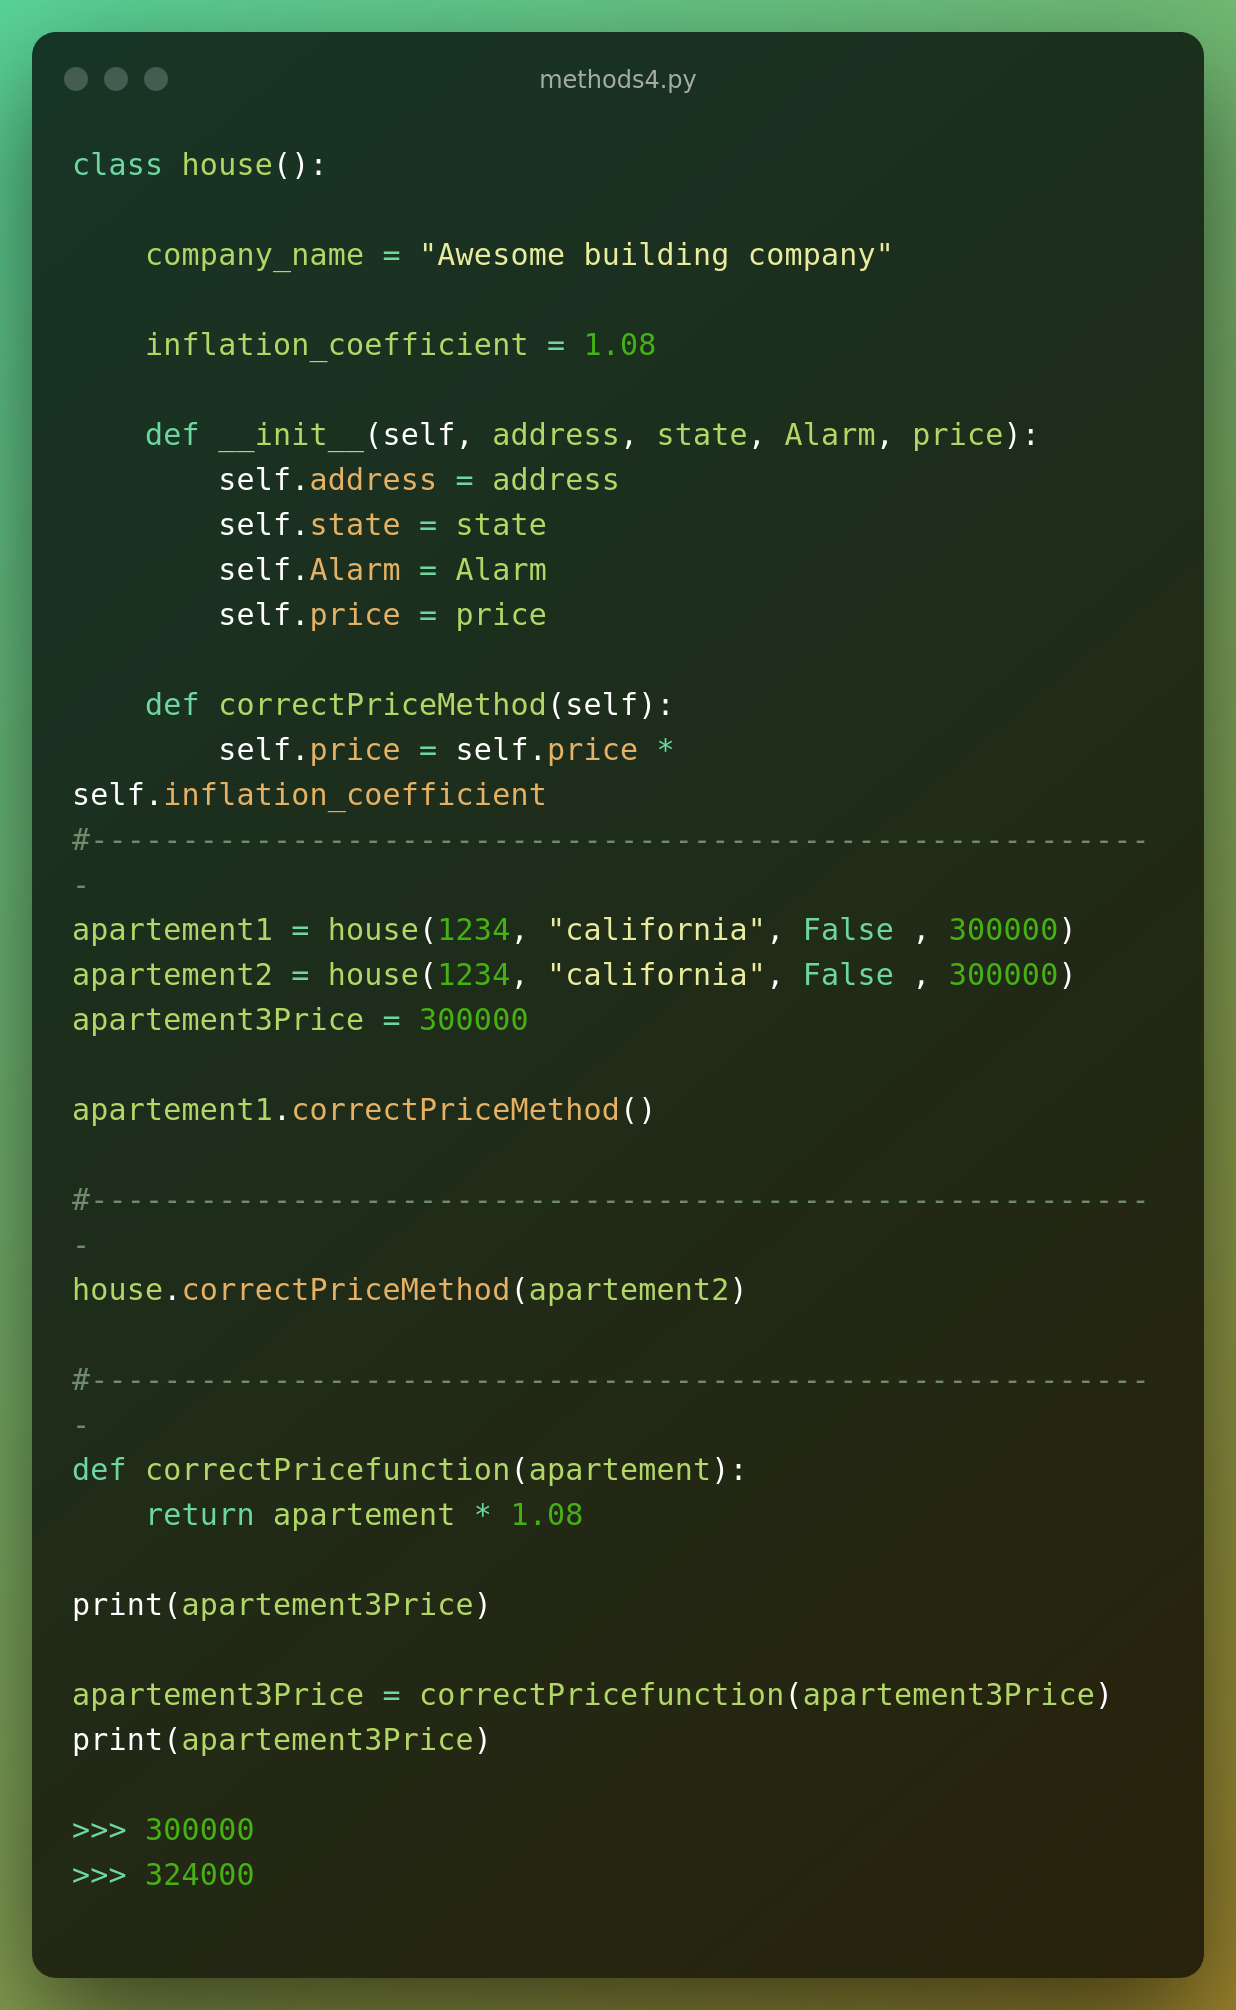 methods4.py
class house():
    company_name = "Awesome building company"
    inflation_coefficient = 1.08
    def __init__(self, address, state, Alarm, price):
        self.address = address
        self.state = state
        self.Alarm = Alarm
        self.price = price
    def correctPriceMethod(self):
        self.price = self.price *
self.inflation_coefficient
#----------------------------------------------------------
-
apartement1 = house(1234, "california", False , 300000)
apartement2 = house(1234, "california", False , 300000)
apartement3Price = 300000
apartement1.correctPriceMethod()
#----------------------------------------------------------
-
house.correctPriceMethod(apartement2)
#----------------------------------------------------------
-
def correctPricefunction(apartement):
    return apartement * 1.08
print(apartement3Price)
apartement3Price = correctPricefunction(apartement3Price)
print(apartement3Price)
>>> 300000
>>> 324000